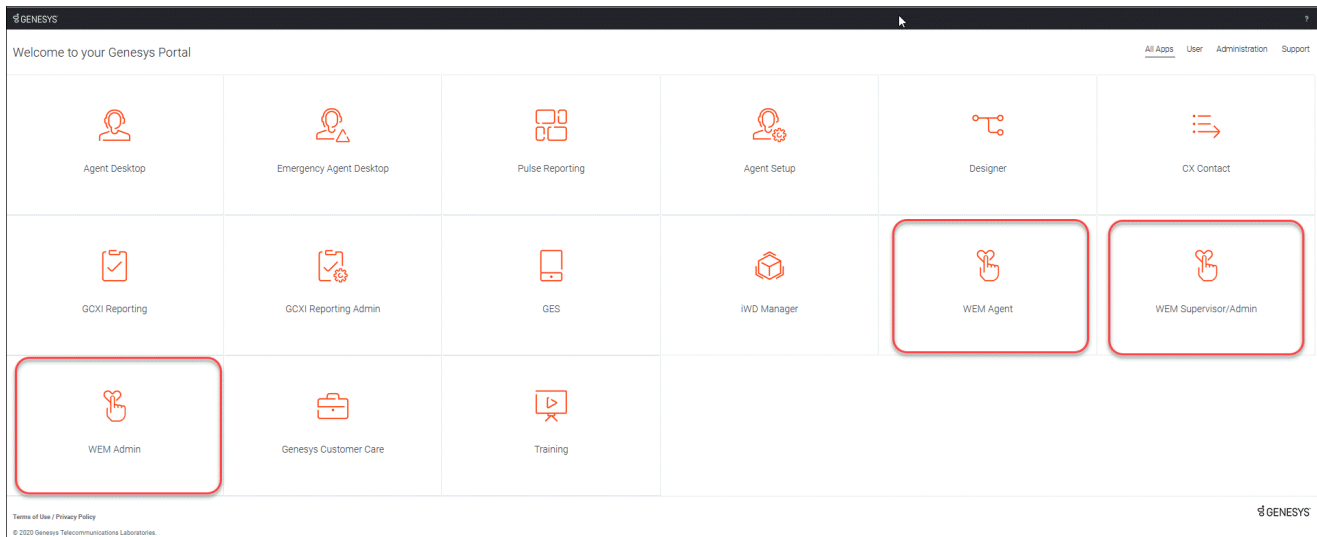 GENESYS
?
Welcome to your Genesys Portal
All Apps User Administration Support
Agent Desktop
Emergency Agent Desktop
Pulse Reporting
Agent Setup
Designer
CX Contact
GCXI Reporting
GCXI Reporting Admin
GES
iWD Manager
WEM Agent
WEM Supervisor/Admin
WEM Admin
Genesys Customer Care
Training
Terms of Use / Privacy Policy
GENESYS
© 2020 Genesys Telecommunications Laboratories.